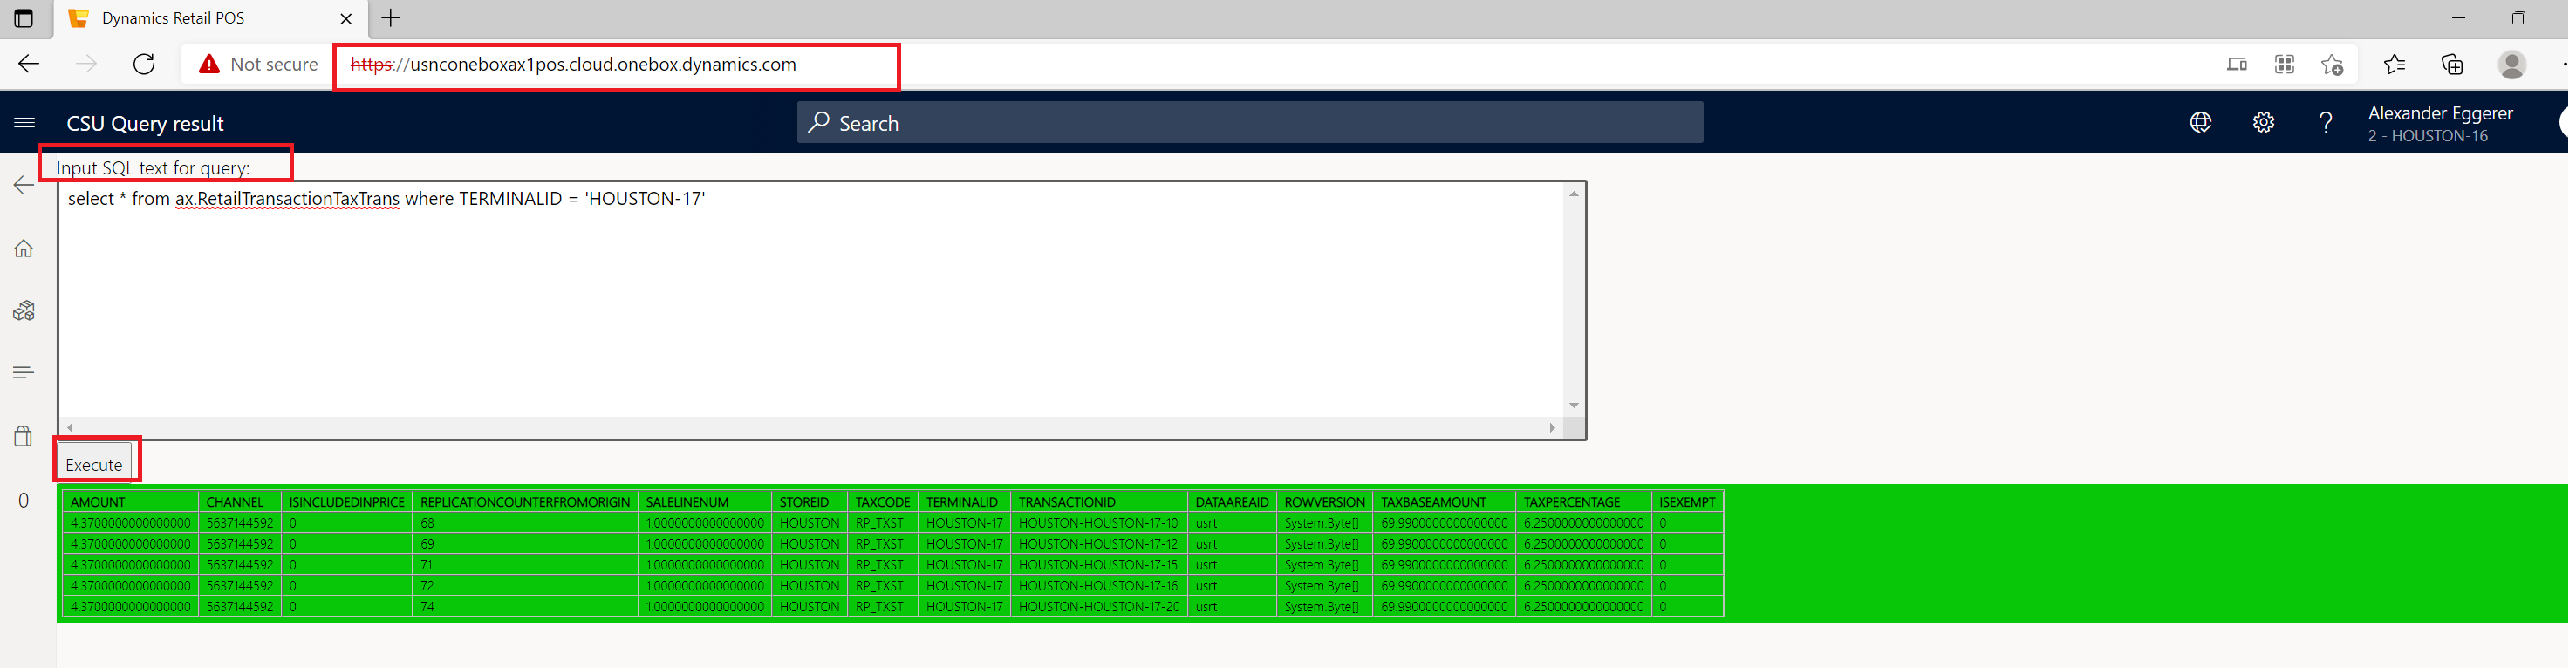 Dynamics Retail POS
Not secure https://usnconeboxax1pos.cloud.onebox.dynamics.com
CSU Query result
Search
Alexander Eggerer
2 - HOUSTON-16
Input SQL text for query:
select * from ax.RetailTransactionTaxTrans where TERMINALID = 'HOUSTON-17'
Execute
0
AMOUNT CHANNEL ISINCLUDEDINPRICE REPLICATIONCOUNTERFROMORIGIN SALELINENUM STOREID TAXCODE TERMINALID TRANSACTIONID DATAAREAID ROWVERSION TAXBASEAMOUNT TAXPERCENTAGE ISEXEMPT
4.3700000000000000 5637144592 0 68 1.0000000000000000 HOUSTON RP_TXST HOUSTON-17 HOUSTON-HOUSTON-17-10 usrt System.Byte[] 69.9900000000000000 6.2500000000000000 0
4.3700000000000000 5637144592 0 69 1.0000000000000000 HOUSTON RP_TXST HOUSTON-17 HOUSTON-HOUSTON-17-12 usrt System.Byte[] 69.9900000000000000 6.2500000000000000 0
4.3700000000000000 5637144592 0 71 1.0000000000000000 HOUSTON RP_TXST HOUSTON-17 HOUSTON-HOUSTON-17-15 usrt System.Byte[] 69.9900000000000000 6.2500000000000000 0
4.3700000000000000 5637144592 0 72 1.0000000000000000 HOUSTON RP_TXST HOUSTON-17 HOUSTON-HOUSTON-17-16 usrt System.Byte[] 69.9900000000000000 6.2500000000000000 0
4.3700000000000000 5637144592 0 74 1.0000000000000000 HOUSTON RP_TXST HOUSTON-17 HOUSTON-HOUSTON-17-20 usrt System.Byte[] 69.9900000000000000 6.2500000000000000 0